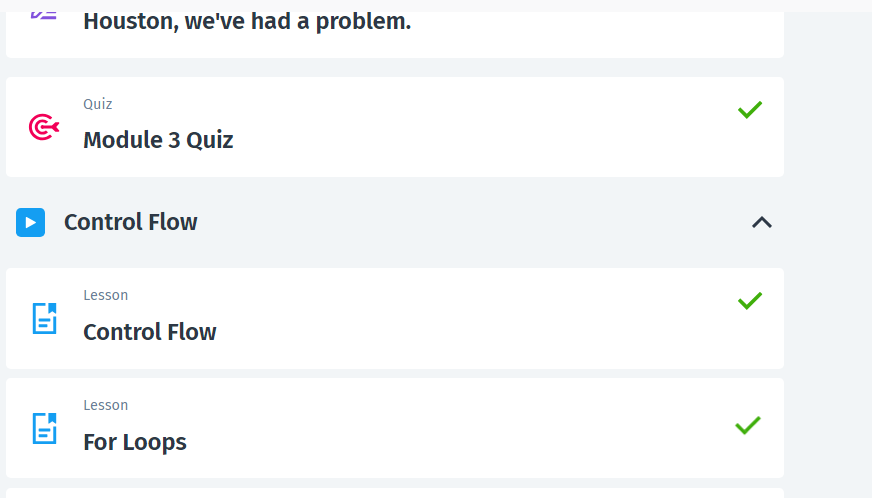 Houston, we've had a problem.
Quiz
Module 3 Quiz
Control Flow
Lesson
Control Flow
Lesson
For Loops